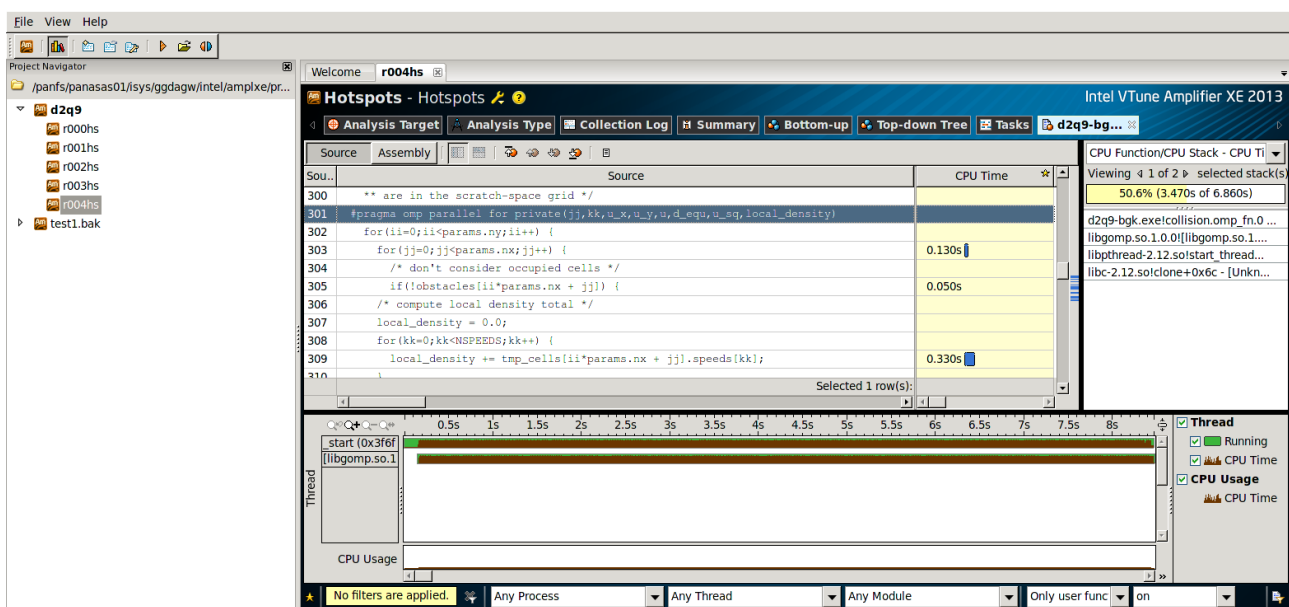 File View Help
Project Navigator
/panfs/panasas01/isys/ggdagw/intel/amplxe/pr...
d2q9
r000hs
r001hs
r002hs
r003hs
r004hs
test1.bak
Welcome r004hs
Hotspots - Hotspots
Intel VTune Amplifier XE 2013
Analysis Target Analysis Type Collection Log Summary Bottom-up Top-down Tree Tasks d2q9-bg...
Source Assembly
Sou.. Source CPU Time
300 ** are in the scratch-space grid */
301 #pragma omp parallel for private(jj,kk,u_x,u_y,u,d_equ,u_sq,local_density)
302 for(ii=0;ii<params.ny;ii++) {
303 for(jj=0;jj<params.nx;jj++) { 0.130s
304 /* don't consider occupied cells */
305 if(!obstacles[ii*params.nx + jj]) { 0.050s
306 /* compute local density total */
307 local_density = 0.0;
308 for(kk=0;kk<NSPEEDS;kk++) {
309 local_density += tmp_cells[ii*params.nx + jj].speeds[kk]; 0.330s
310 }
Selected 1 row(s):
CPU Function/CPU Stack - CPU Ti
Viewing 1 of 2 selected stack(s)
50.6% (3.470s of 6.860s)
d2q9-bgk.exe!collision.omp_fn.0 ...
libgomp.so.1.0.0![libgomp.so.1....
libpthread-2.12.so!start_thread...
libc-2.12.so!clone+0x6c - [Unkn...
0.5s 1s 1.5s 2s 2.5s 3s 3.5s 4s 4.5s 5s 5.5s 6s 6.5s 7s 7.5s 8s
Thread
_start (0x3f6f
[libgomp.so.1
CPU Usage
Thread
Running
CPU Time
CPU Usage
CPU Time
No filters are applied. Any Process Any Thread Any Module Only user func on